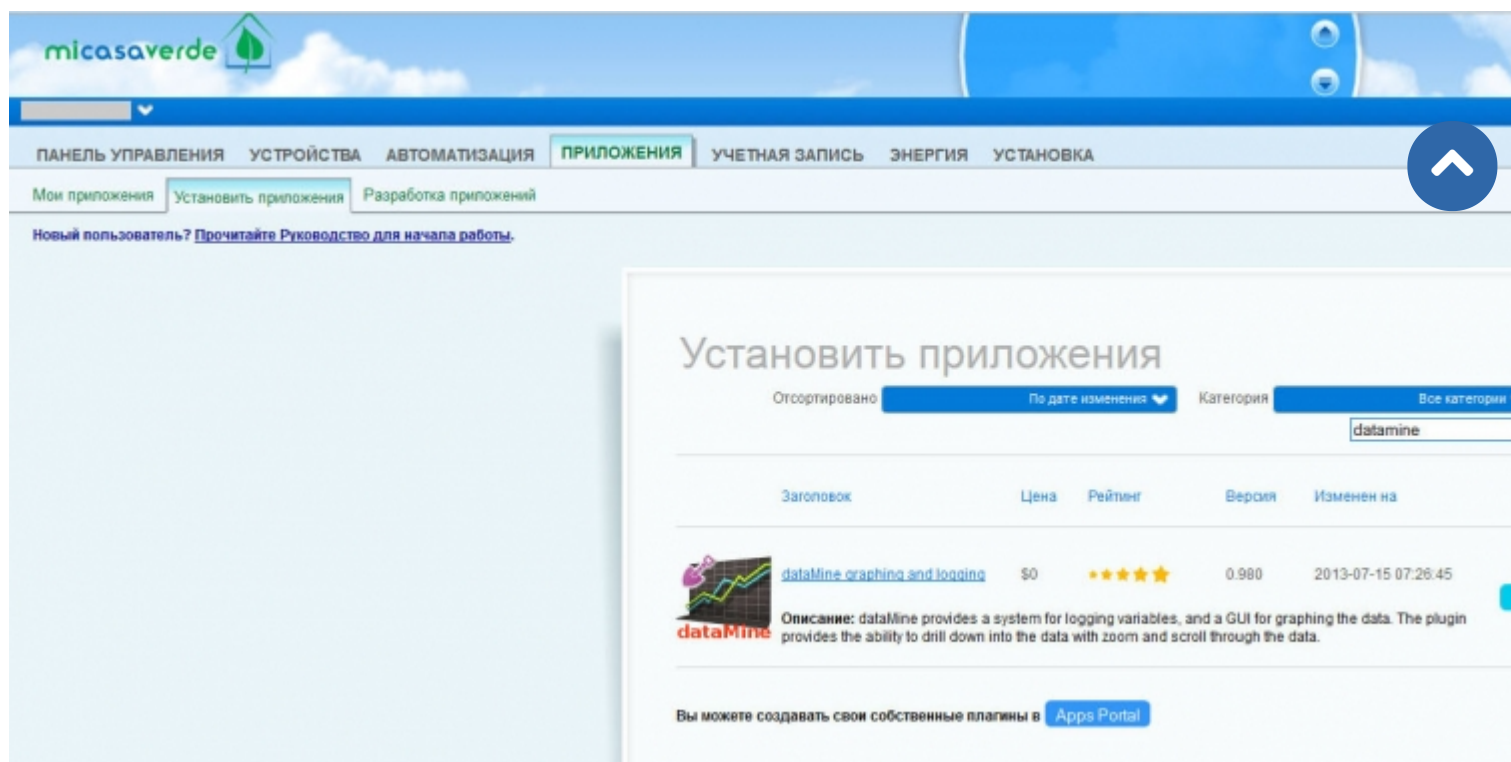 micasaverde
ПАНЕЛЬ УПРАВЛЕНИЯ УСТРОЙСТВА АВТОМАТИЗАЦИЯ ПРИЛОЖЕНИЯ УЧЕТНАЯ ЗАПИСЬ ЭНЕРГИЯ УСТАНОВКА
Мои приложения Установить приложения Разработка приложений
Новый пользователь? Прочитайте Руководство для начала работы.
Установить приложения
Отсортировано По дате изменения Категория Все категории
datamine
Заголовок Цена Рейтинг Версия Изменен на
dataMine graphing and logging $0 0.980 2013-07-15 07:26:45
Описание: dataMine provides a system for logging variables, and a GUI for graphing the data. The plugin
dataMine provides the ability to drill down into the data with zoom and scroll through the data.
Вы можете создавать свои собственные плагины в Apps Portal